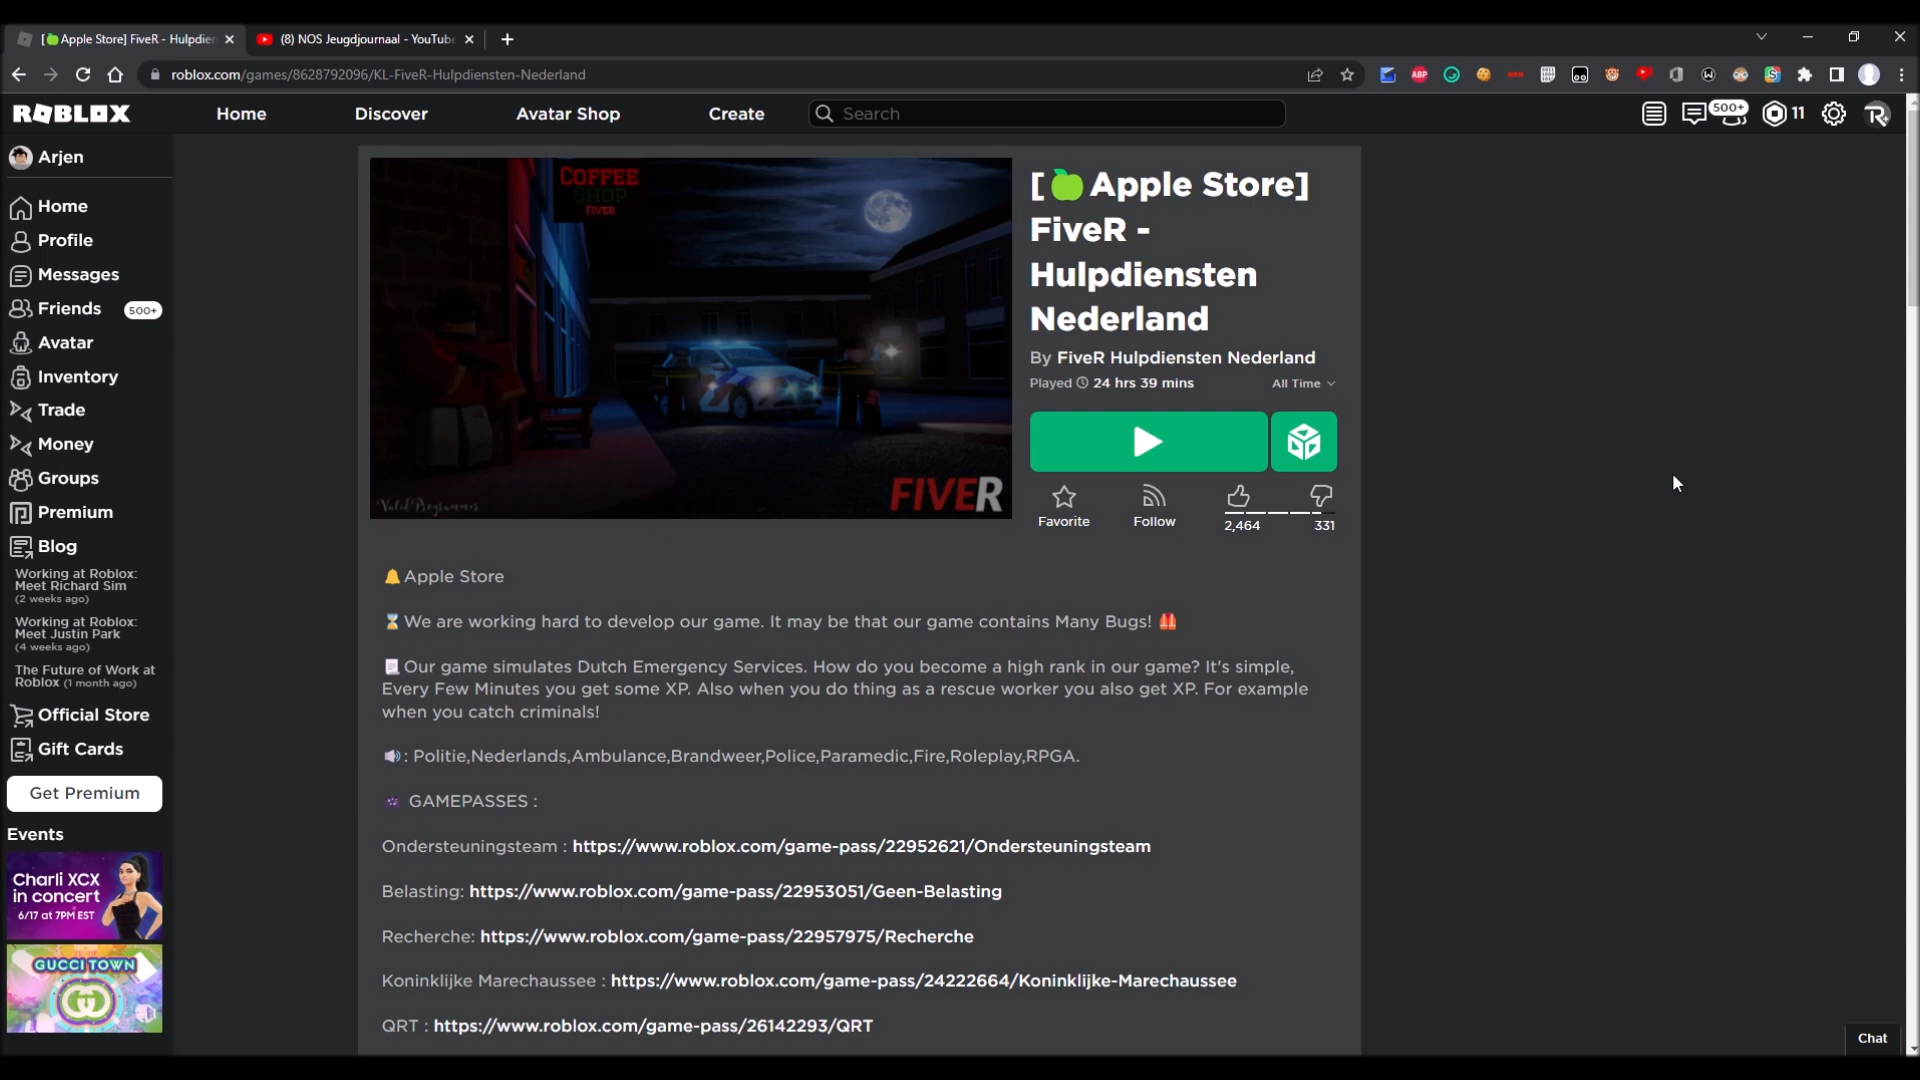 [🍏Apple Store] FiveR - Hulpdien
(8) NOS Jeugdjournaal - YouTube
roblox.com/games/8628792096/KL-FiveR-Hulpdiensten-Nederland
ABP
ROBLOX
Home
Discover
Avatar Shop
Create
Search
500+
11
Arjen
Home
Profile
Messages
Friends 500+
Avatar
Inventory
Trade
Money
Groups
Premium
Blog
Working at Roblox:
Meet Richard Sim
(2 weeks ago)
Working at Roblox:
Meet Justin Park
(4 weeks ago)
The Future of Work at
Roblox (1 month ago)
Official Store
Gift Cards
Get Premium
Events
Charli XCX
in concert
6/17 at 7PM EST
GUCCI TOWN
COFFEE
SHOP
FIVER
Valid Programmer
FIVER
[🍏Apple Store]
FiveR -
Hulpdiensten
Nederland
By FiveR Hulpdiensten Nederland
Played 24 hrs 39 mins
All Time
Favorite
Follow
2,464
331
🔔Apple Store
⌛We are working hard to develop our game. It may be that our game contains Many Bugs! 🦺
📃Our game simulates Dutch Emergency Services. How do you become a high rank in our game? It's simple,
Every Few Minutes you get some XP. Also when you do thing as a rescue worker you also get XP. For example
when you catch criminals!
🔊: Politie,Nederlands,Ambulance,Brandweer,Police,Paramedic,Fire,Roleplay,RPGA.
GAMEPASSES :
Ondersteuningsteam : https://www.roblox.com/game-pass/22952621/Ondersteuningsteam
Belasting: https://www.roblox.com/game-pass/22953051/Geen-Belasting
Recherche: https://www.roblox.com/game-pass/22957975/Recherche
Koninklijke Marechaussee : https://www.roblox.com/game-pass/24222664/Koninklijke-Marechaussee
QRT : https://www.roblox.com/game-pass/26142293/QRT
Chat